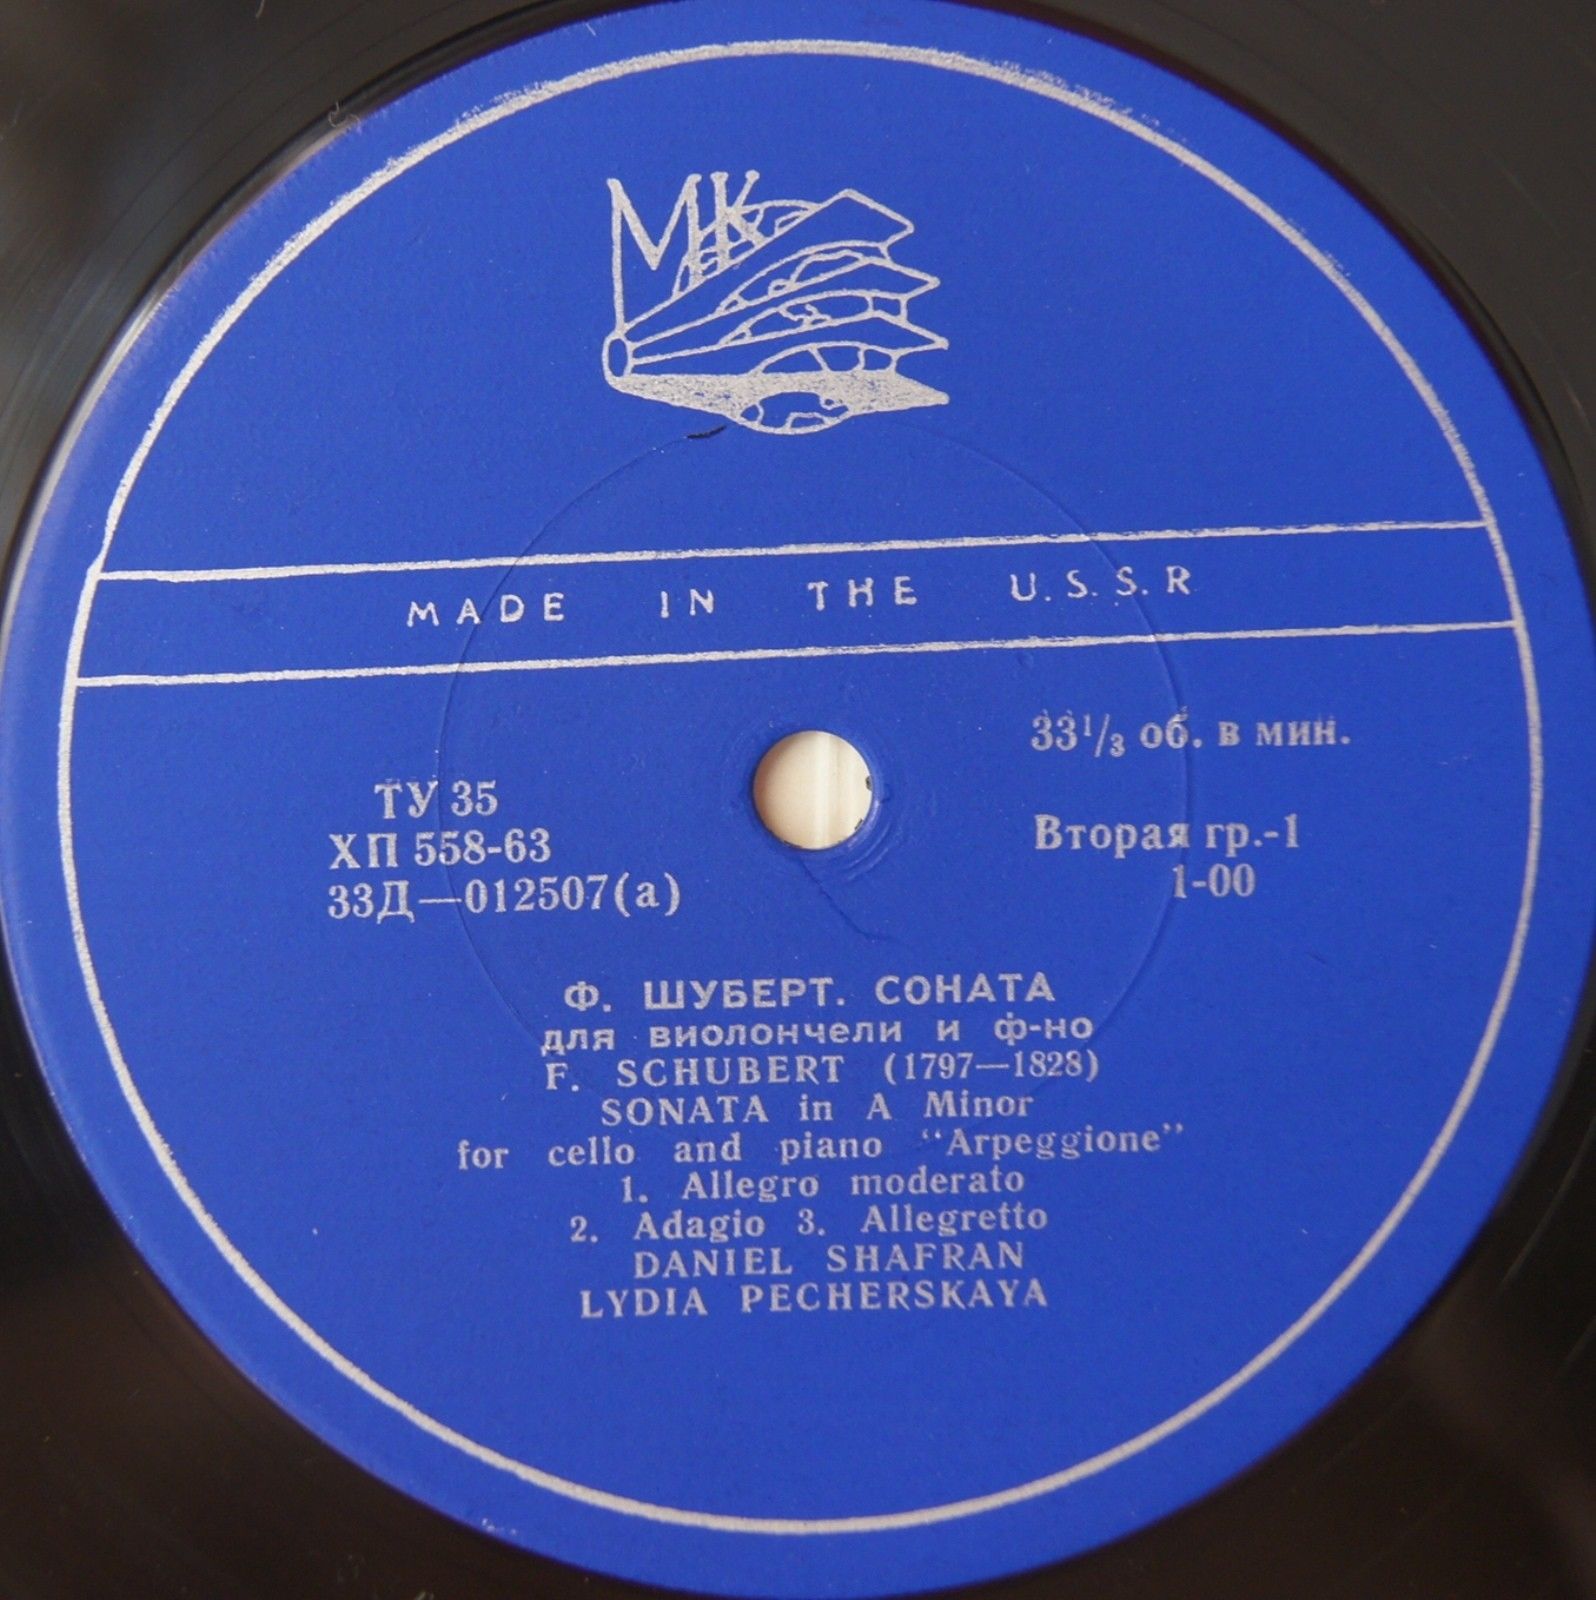 МК
MADE IN THE U.S.S.R
33¹/₃ об. в мин.
ТУ 35
ХП 558-63
33Д—012507(а)
Вторая гр.-1
1-00
Ф. ШУБЕРТ. СОНАТА
для виолончели и ф-но
F. SCHUBERT (1797—1828)
SONATA in A Minor
for cello and piano “Arpeggione”
1. Allegro moderato
2. Adagio 3. Allegretto
DANIEL SHAFRAN
LYDIA PECHERSKAYA